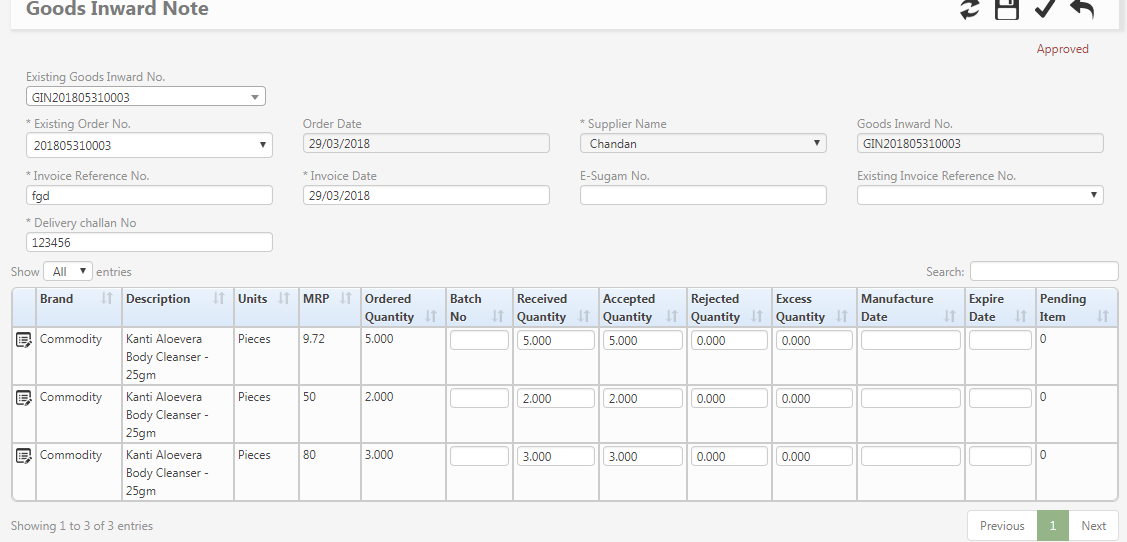 Goods Inward Note
Approved
Existing Goods Inward No.
GIN201805310003
* Existing Order No. Order Date * Supplier Name Goods Inward No.
201805310003 29/03/2018 Chandan GIN201805310003
* Invoice Reference No. * Invoice Date E-Sugam No. Existing Invoice Reference No.
fgd 29/03/2018
* Delivery challan No
123456
Show All entries Search:
Brand Description Units MRP Ordered Batch Received Accepted Rejected Excess Manufacture Expire Pending
Quantity No Quantity Quantity Quantity Quantity Date Date Item
Commodity Kanti Aloevera Pieces 9.72 5.000 5.000 5.000 0.000 0.000 0
Body Cleanser -
25gm
Commodity Kanti Aloevera Pieces 50 2.000 2.000 2.000 0.000 0.000 0
Body Cleanser -
25gm
Commodity Kanti Aloevera Pieces 80 3.000 3.000 3.000 0.000 0.000 0
Body Cleanser -
25gm
Showing 1 to 3 of 3 entries Previous 1 Next